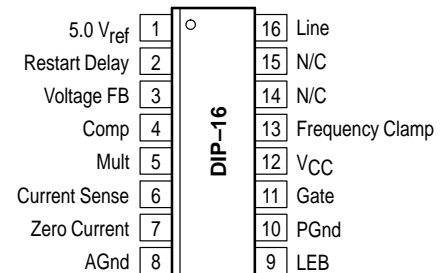 5.0 Vref 1 16 Line
Restart Delay 2 15 N/C
Voltage FB 3 14 N/C
Comp 4 13 Frequency Clamp
Mult 5 12 VCC
Current Sense 6 11 Gate
Zero Current 7 10 PGnd
AGnd 8 9 LEB
DIP–16